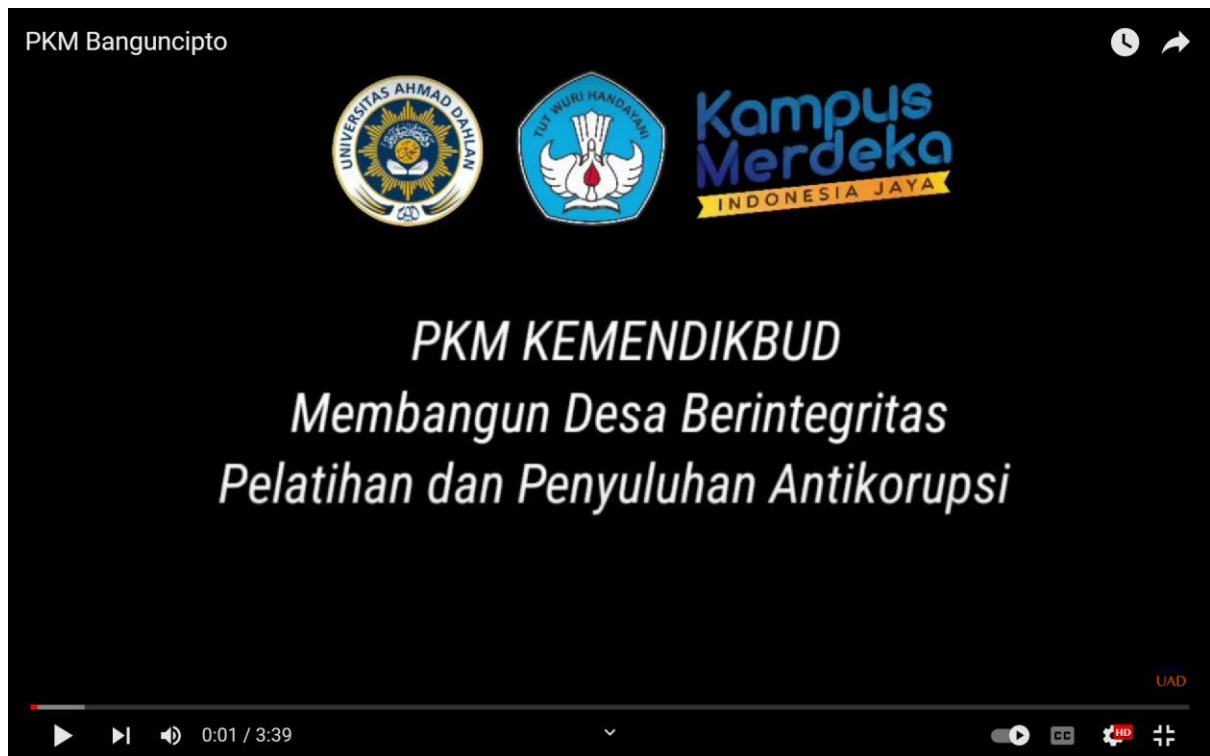 PKM Banguncipto
UNIVERSITAS AHMAD DAHLAN
TUT WURI HANDAYANI
Kampus
Merdeka
INDONESIA JAYA
PKM KEMENDIKBUD
Membangun Desa Berintegritas
Pelatihan dan Penyuluhan Antikorupsi
UAD
0:01 / 3:39
CC
HD